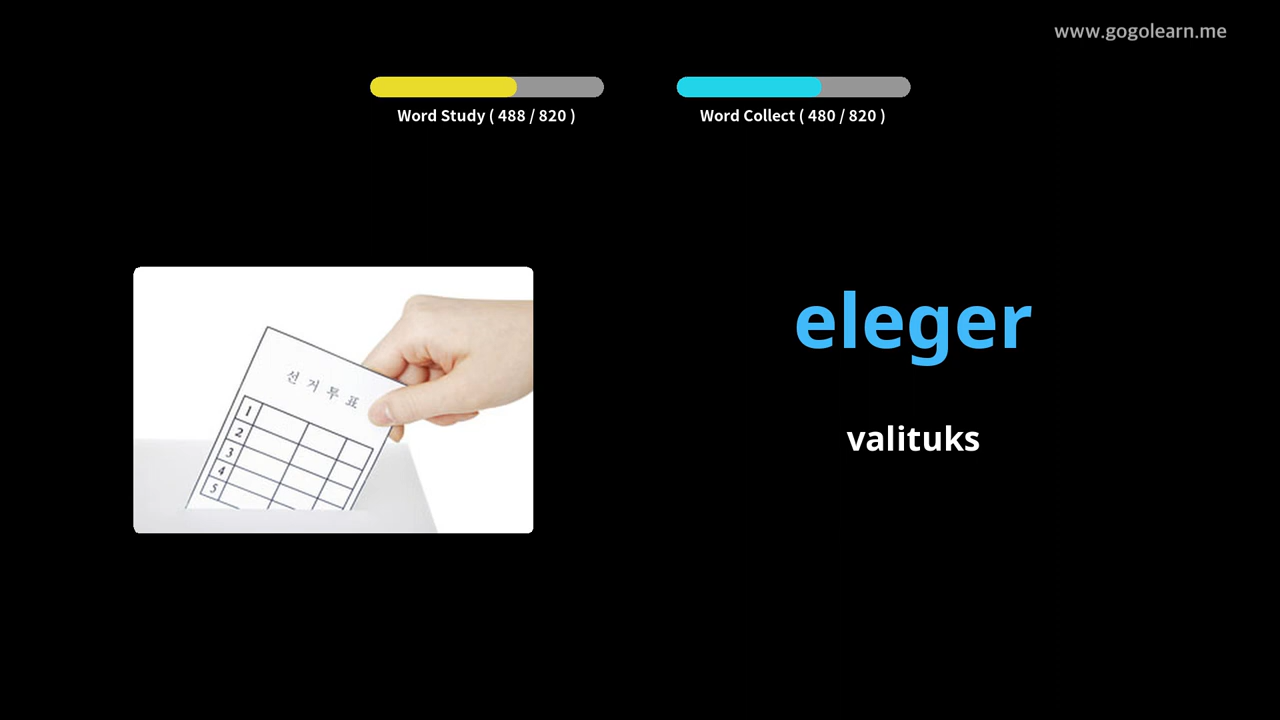 www.gogolearn.me
Word Study ( 488 / 820 )
Word Collect ( 480 / 820 )
선거투표
1
2
3
4
5
eleger
valituks